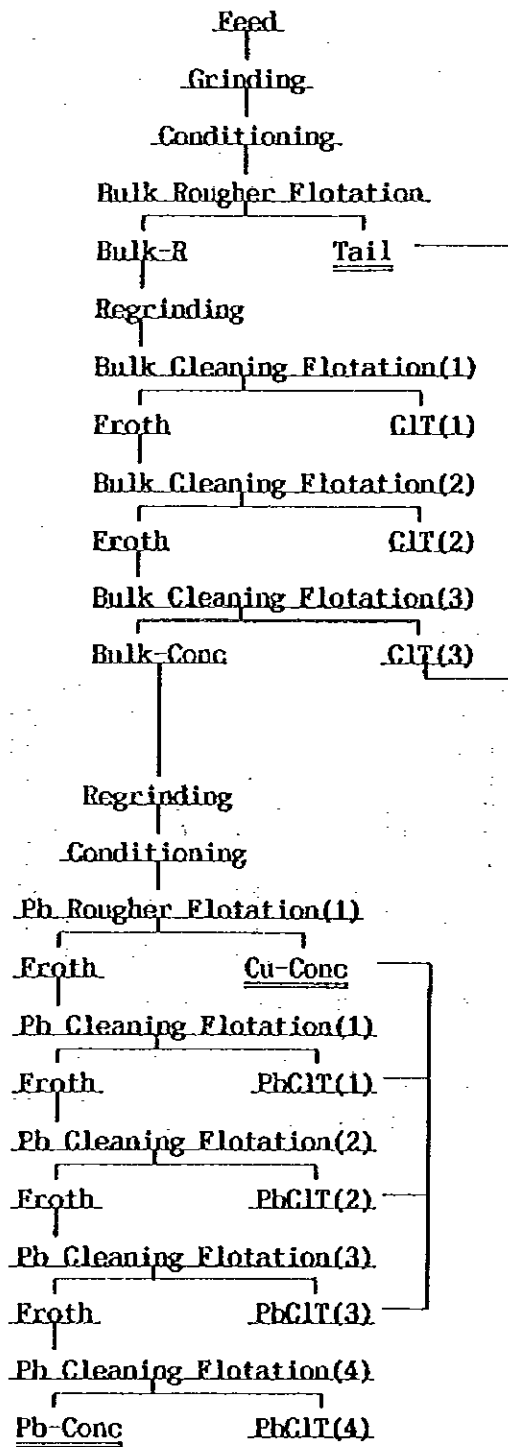 Feed
Grinding
Conditioning
Bulk Rougher Flotation
Bulk-R Tail
Regrinding
Bulk Cleaning Flotation(1)
Froth ClT(1)
Bulk Cleaning Flotation(2)
Froth ClT(2)
Bulk Cleaning Flotation(3)
Bulk-Conc ClT(3)
Regrinding
Conditioning
Pb Rougher Flotation(1)
Froth Cu-Conc
Pb Cleaning Flotation(1)
Froth PbClT(1)
Pb Cleaning Flotation(2)
Froth PbClT(2)
Pb Cleaning Flotation(3)
Froth PbClT(3)
Pb Cleaning Flotation(4)
Pb-Conc PbClT(4)